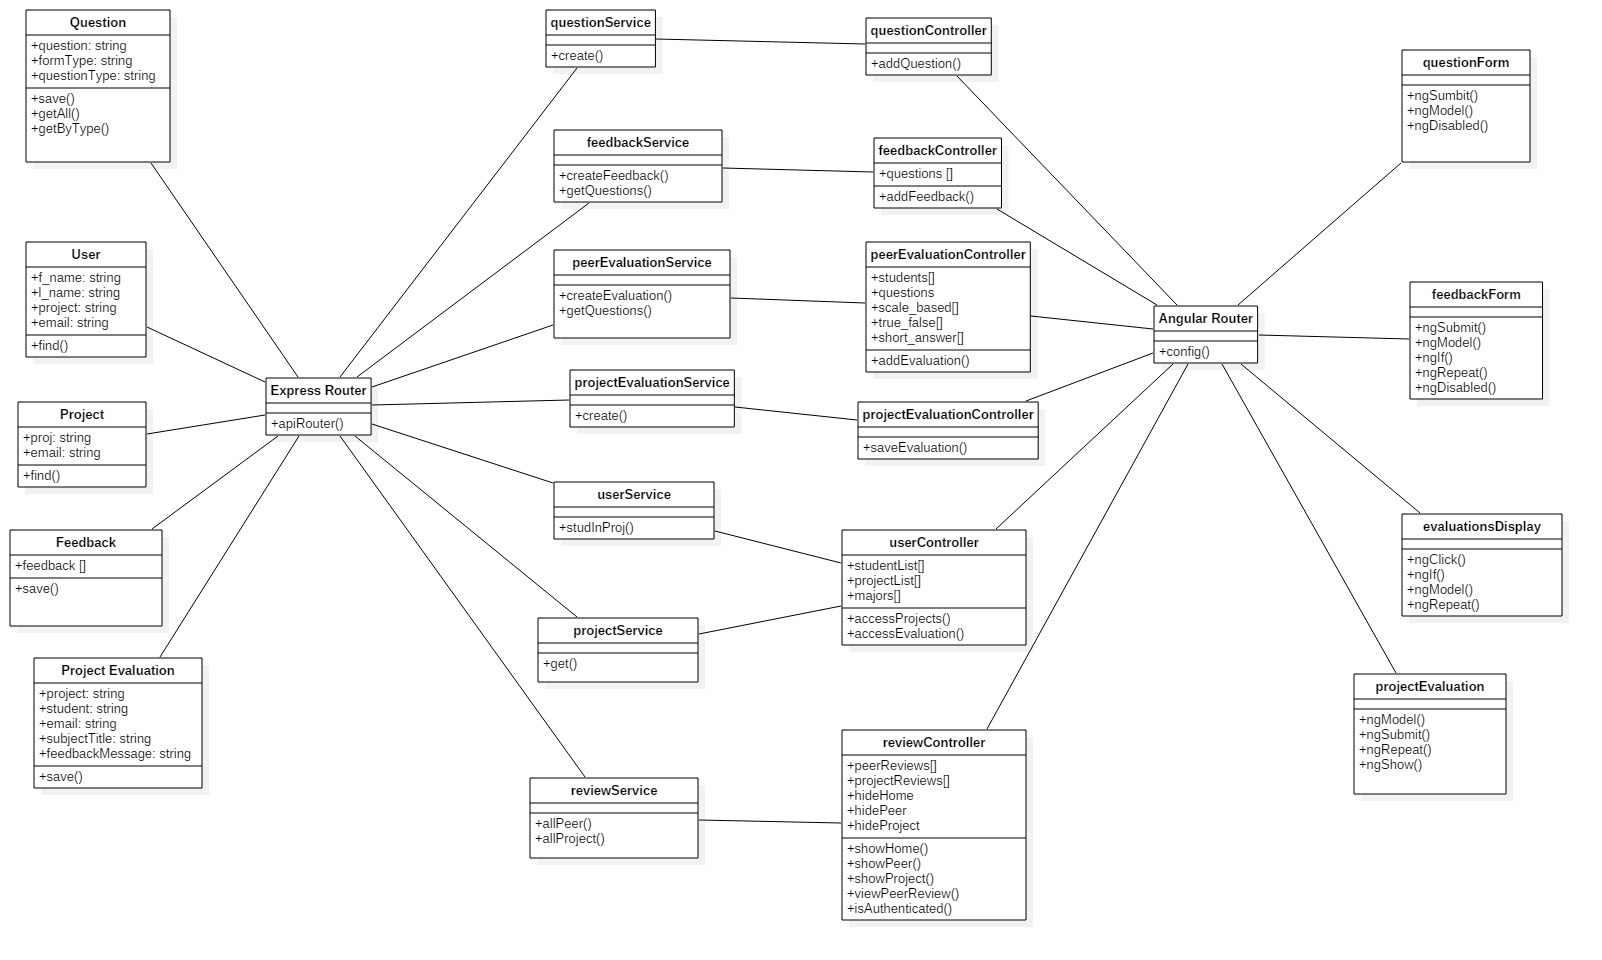 Question
+question: string
+formType: string
+questionType: string
+save()
+getAll()
+getByType()
User
+f_name: string
+l_name: string
+project: string
+email: string
+find()
Project
+proj: string
+email: string
+find()
Feedback
+feedback []
+save()
Project Evaluation
+project: string
+student: string
+email: string
+subjectTitle: string
+feedbackMessage: string
+save()
Express Router
+apiRouter()
questionService
+create()
feedbackService
+createFeedback()
+getQuestions()
peerEvaluationService
+createEvaluation()
+getQuestions()
projectEvaluationService
+create()
userService
+studInProj()
projectService
+get()
reviewService
+allPeer()
+allProject()
questionController
+addQuestion()
feedbackController
+questions []
+addFeedback()
peerEvaluationController
+students[]
+questions
+scale_based[]
+true_false[]
+short_answer[]
+addEvaluation()
projectEvaluationController
+saveEvaluation()
userController
+studentList[]
+projectList[]
+majors[]
+accessProjects()
+accessEvaluation()
reviewController
+peerReviews[]
+projectReviews[]
+hideHome
+hidePeer
+hideProject
+showHome()
+showPeer()
+showProject()
+viewPeerReview()
+isAuthenticated()
Angular Router
+config()
questionForm
+ngSumbit()
+ngModel()
+ngDisabled()
feedbackForm
+ngSubmit()
+ngModel()
+ngIf()
+ngRepeat()
+ngDisabled()
evaluationsDisplay
+ngClick()
+ngIf()
+ngModel()
+ngRepeat()
projectEvaluation
+ngModel()
+ngSubmit()
+ngRepeat()
+ngShow()